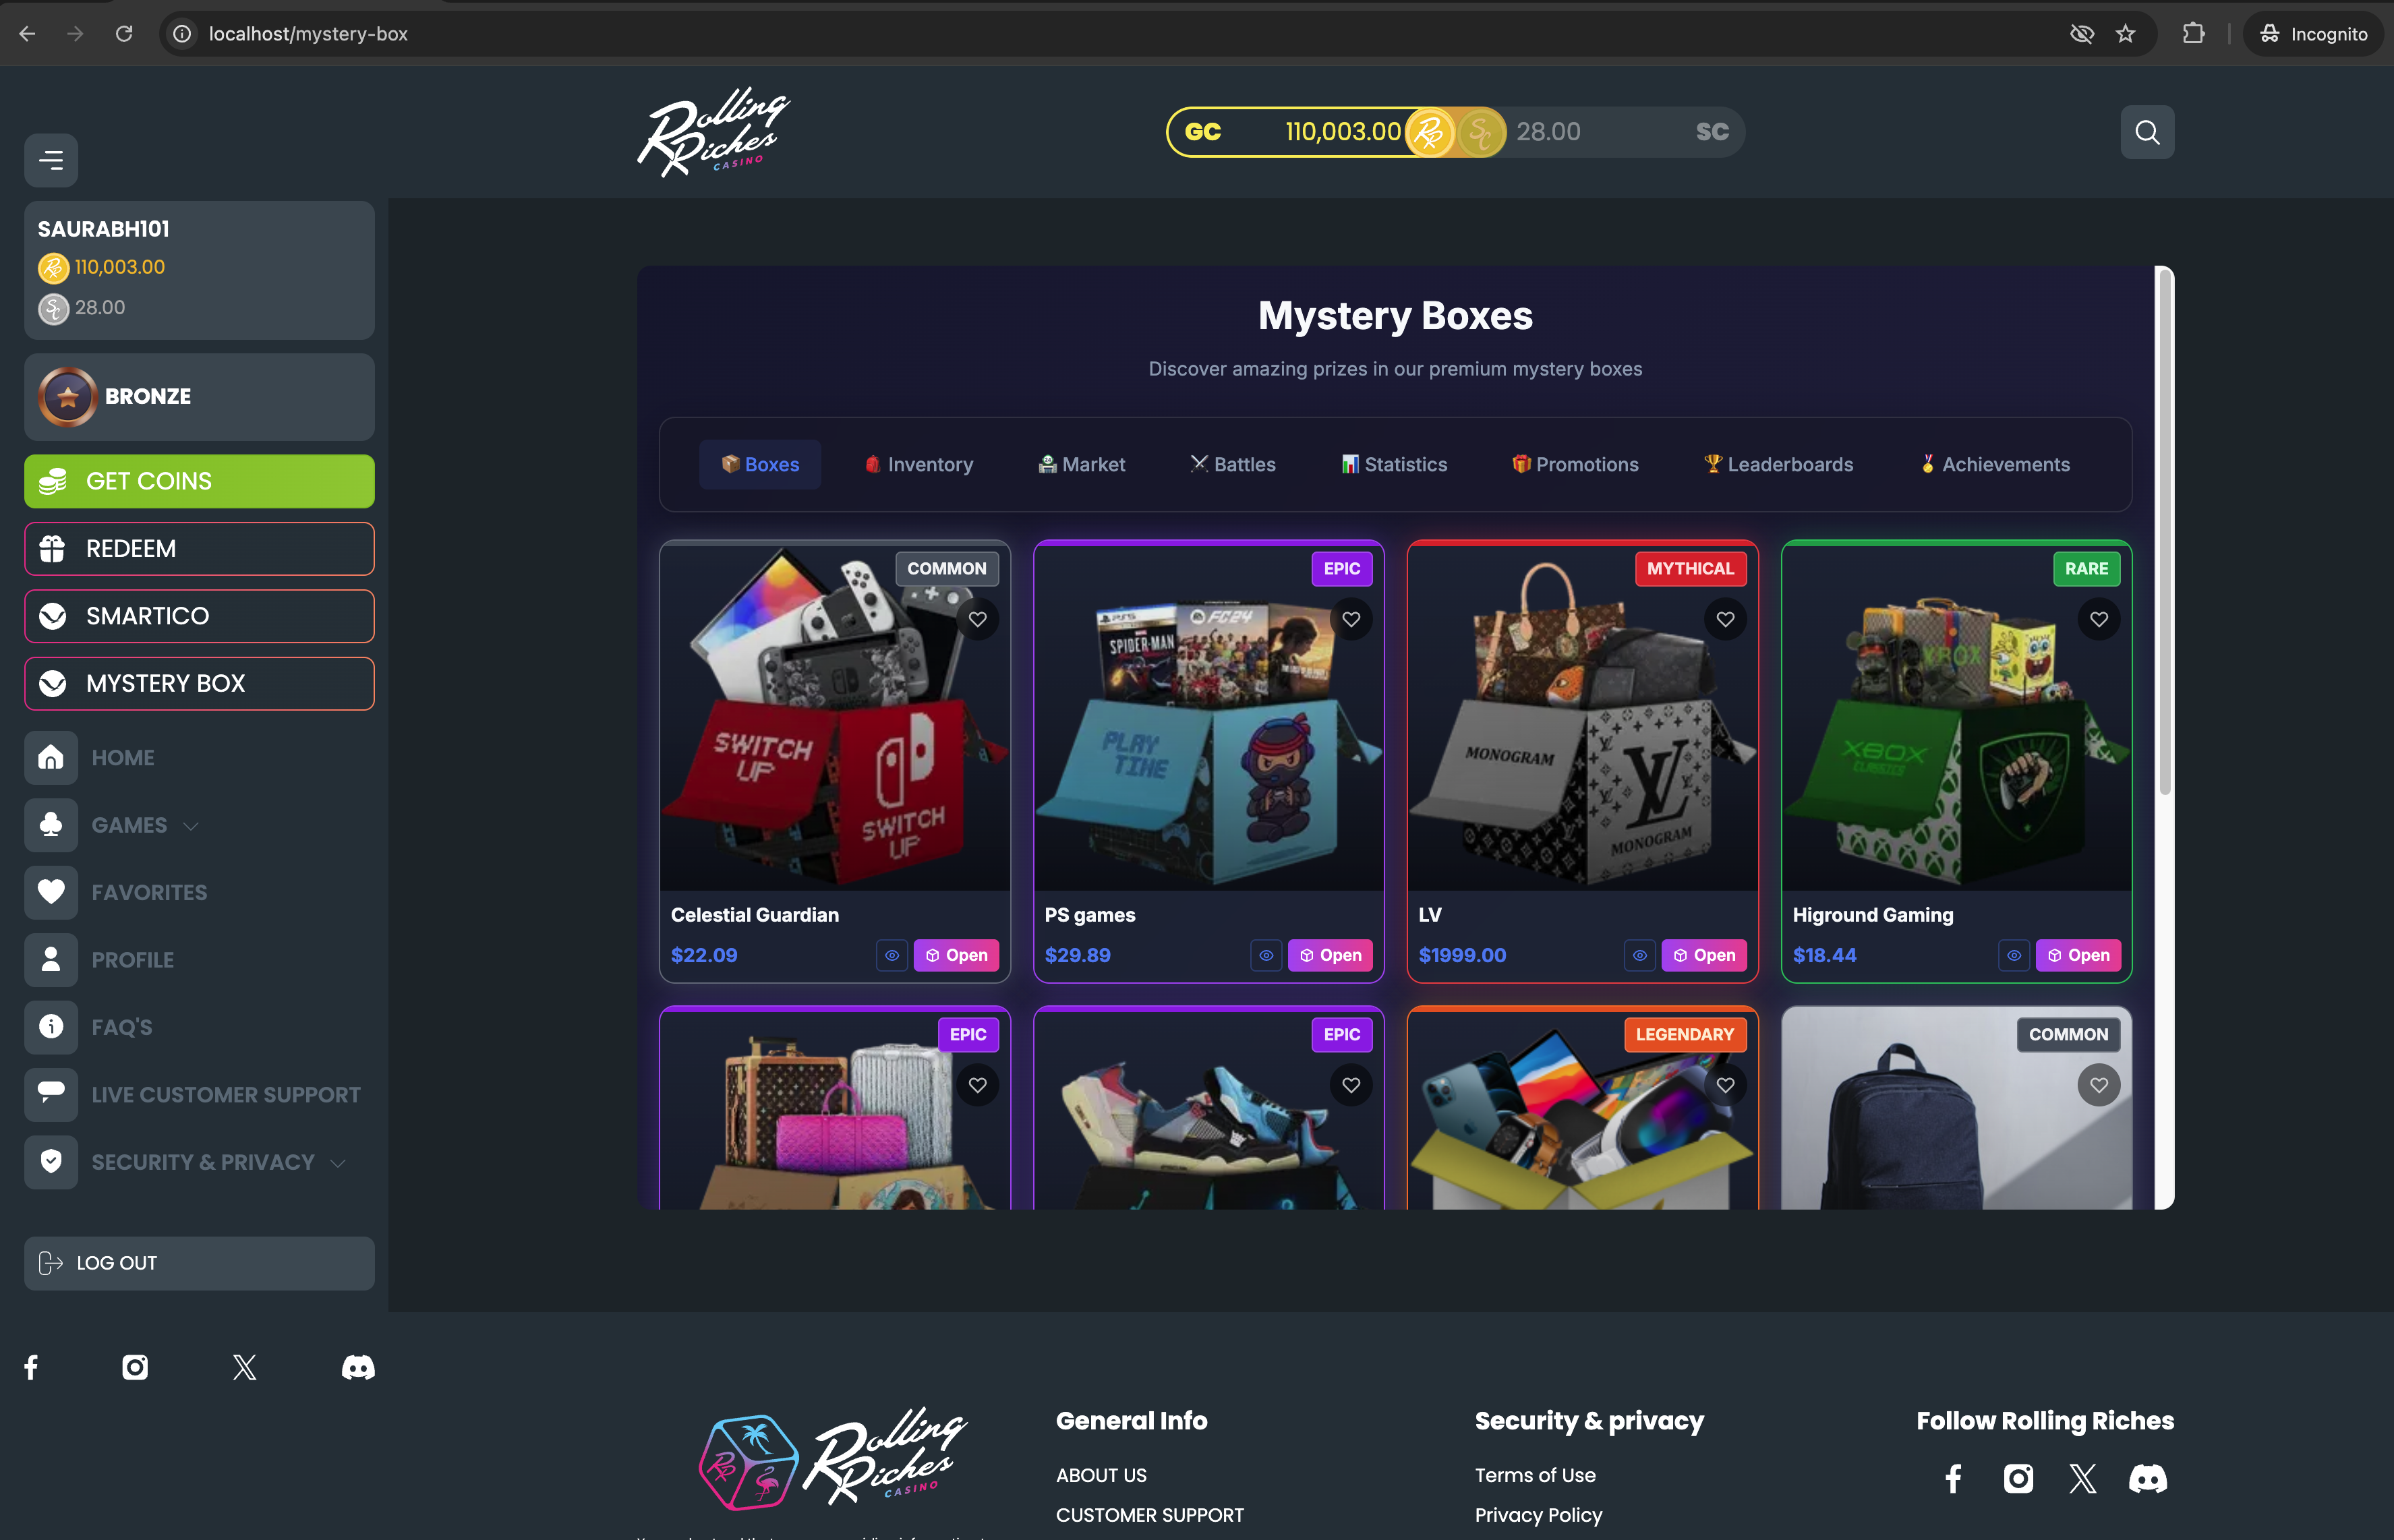 localhost/mystery-box
Incognito
Rolling
Riches
CASINO
GC 110,003.00 28.00 SC
SAURABH101
110,003.00
28.00
BRONZE
GET COINS
REDEEM
SMARTICO
MYSTERY BOX
HOME
GAMES
FAVORITES
PROFILE
FAQ'S
LIVE CUSTOMER SUPPORT
SECURITY & PRIVACY
LOG OUT
Mystery Boxes
Discover amazing prizes in our premium mystery boxes
Boxes Inventory Market Battles Statistics Promotions Leaderboards Achievements
COMMON
SWITCH
UP
SWITCH
UP
Celestial Guardian
$22.09 Open
EPIC
PS5
SPIDER-MAN
FC24
PLAY
TIME
PS games
$29.89 Open
MYTHICAL
MONOGRAM
LV
MONOGRAM
LV
$1999.00 Open
RARE
XBOX
XBOX
CLASSICS
Higround Gaming
$18.44 Open
EPIC
EPIC
LEGENDARY
COMMON
Rolling
Riches
CASINO
General Info
ABOUT US
CUSTOMER SUPPORT
Security & privacy
Terms of Use
Privacy Policy
Follow Rolling Riches